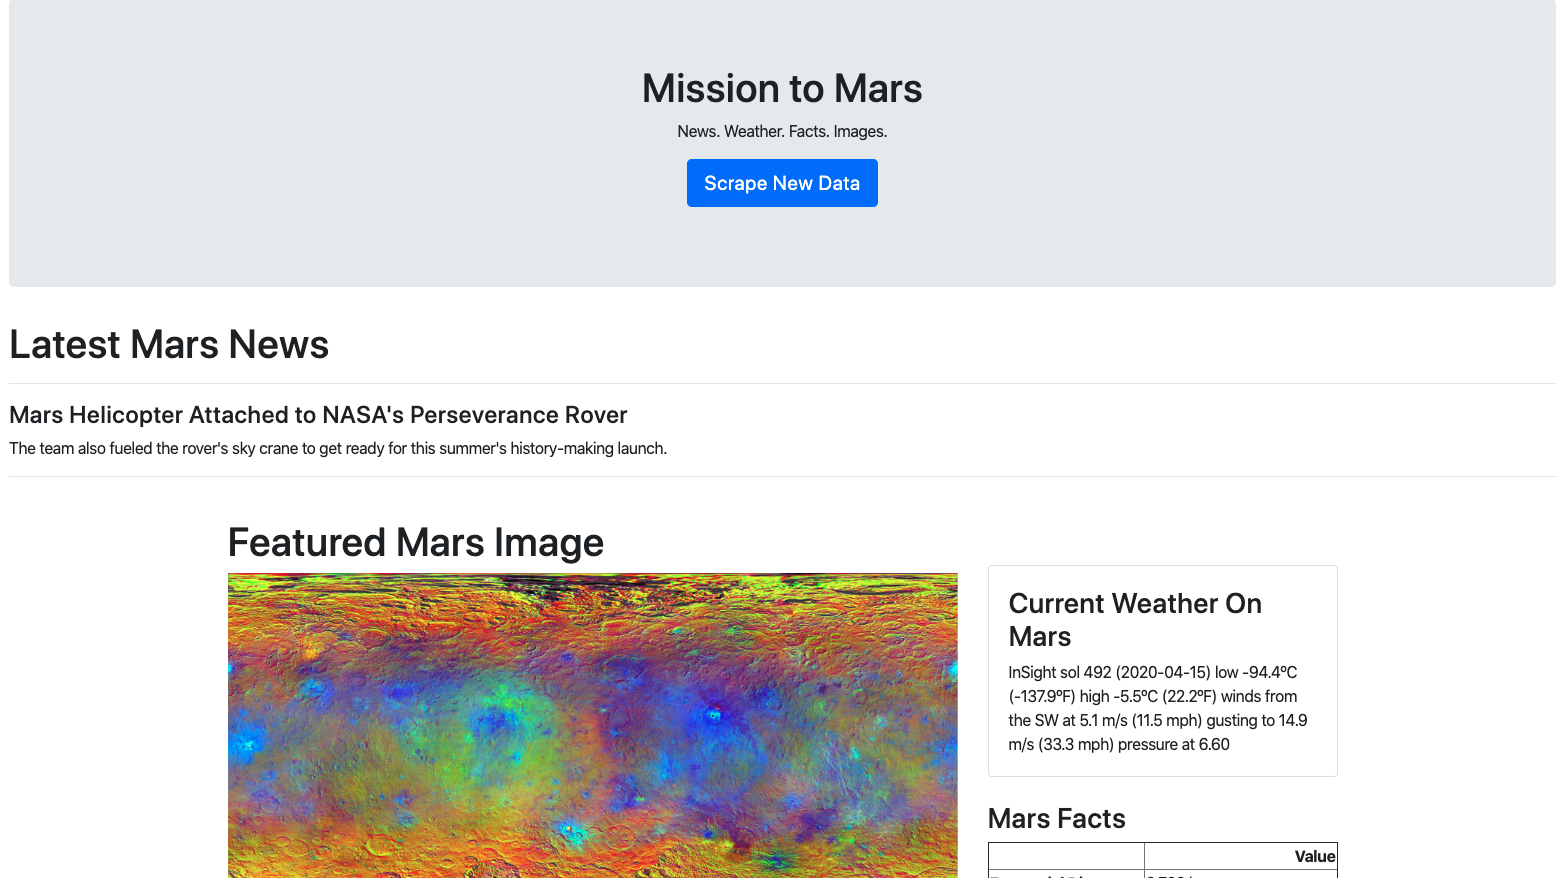 Mission to Mars
News. Weather. Facts. Images.
Scrape New Data
Latest Mars News
Mars Helicopter Attached to NASA's Perseverance Rover
The team also fueled the rover's sky crane to get ready for this summer's history-making launch.
Featured Mars Image
Current Weather On
Mars
InSight sol 492 (2020-04-15) low -94.4ºC
(-137.9ºF) high -5.5ºC (22.2ºF) winds from
the SW at 5.1 m/s (11.5 mph) gusting to 14.9
m/s (33.3 mph) pressure at 6.60
Mars Facts
Value